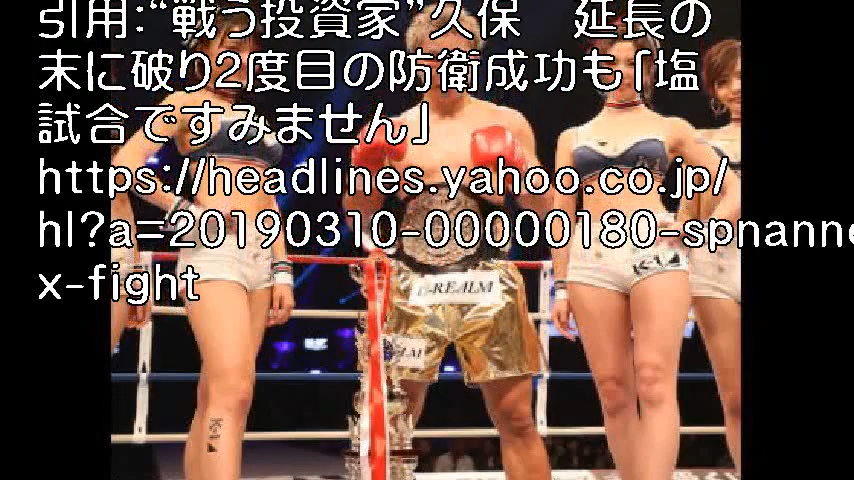 引用:“戦う投資家”久保　延長の
末に破り2度目の防衛成功も「塩
試合ですみません」
https://headlines.yahoo.co.jp/
hl?a=20190310-00000180-spnanne
x-fight
K-1
K-1